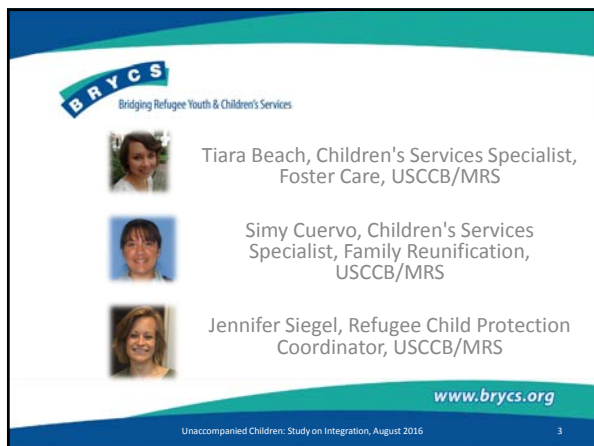 BRYCS
Bridging Refugee Youth & Children's Services
Tiara Beach, Children's Services Specialist,
Foster Care, USCCB/MRS
Simy Cuervo, Children's Services
Specialist, Family Reunification,
USCCB/MRS
Jennifer Siegel, Refugee Child Protection
Coordinator, USCCB/MRS
www.brycs.org
Unaccompanied Children: Study on Integration, August 2016
3